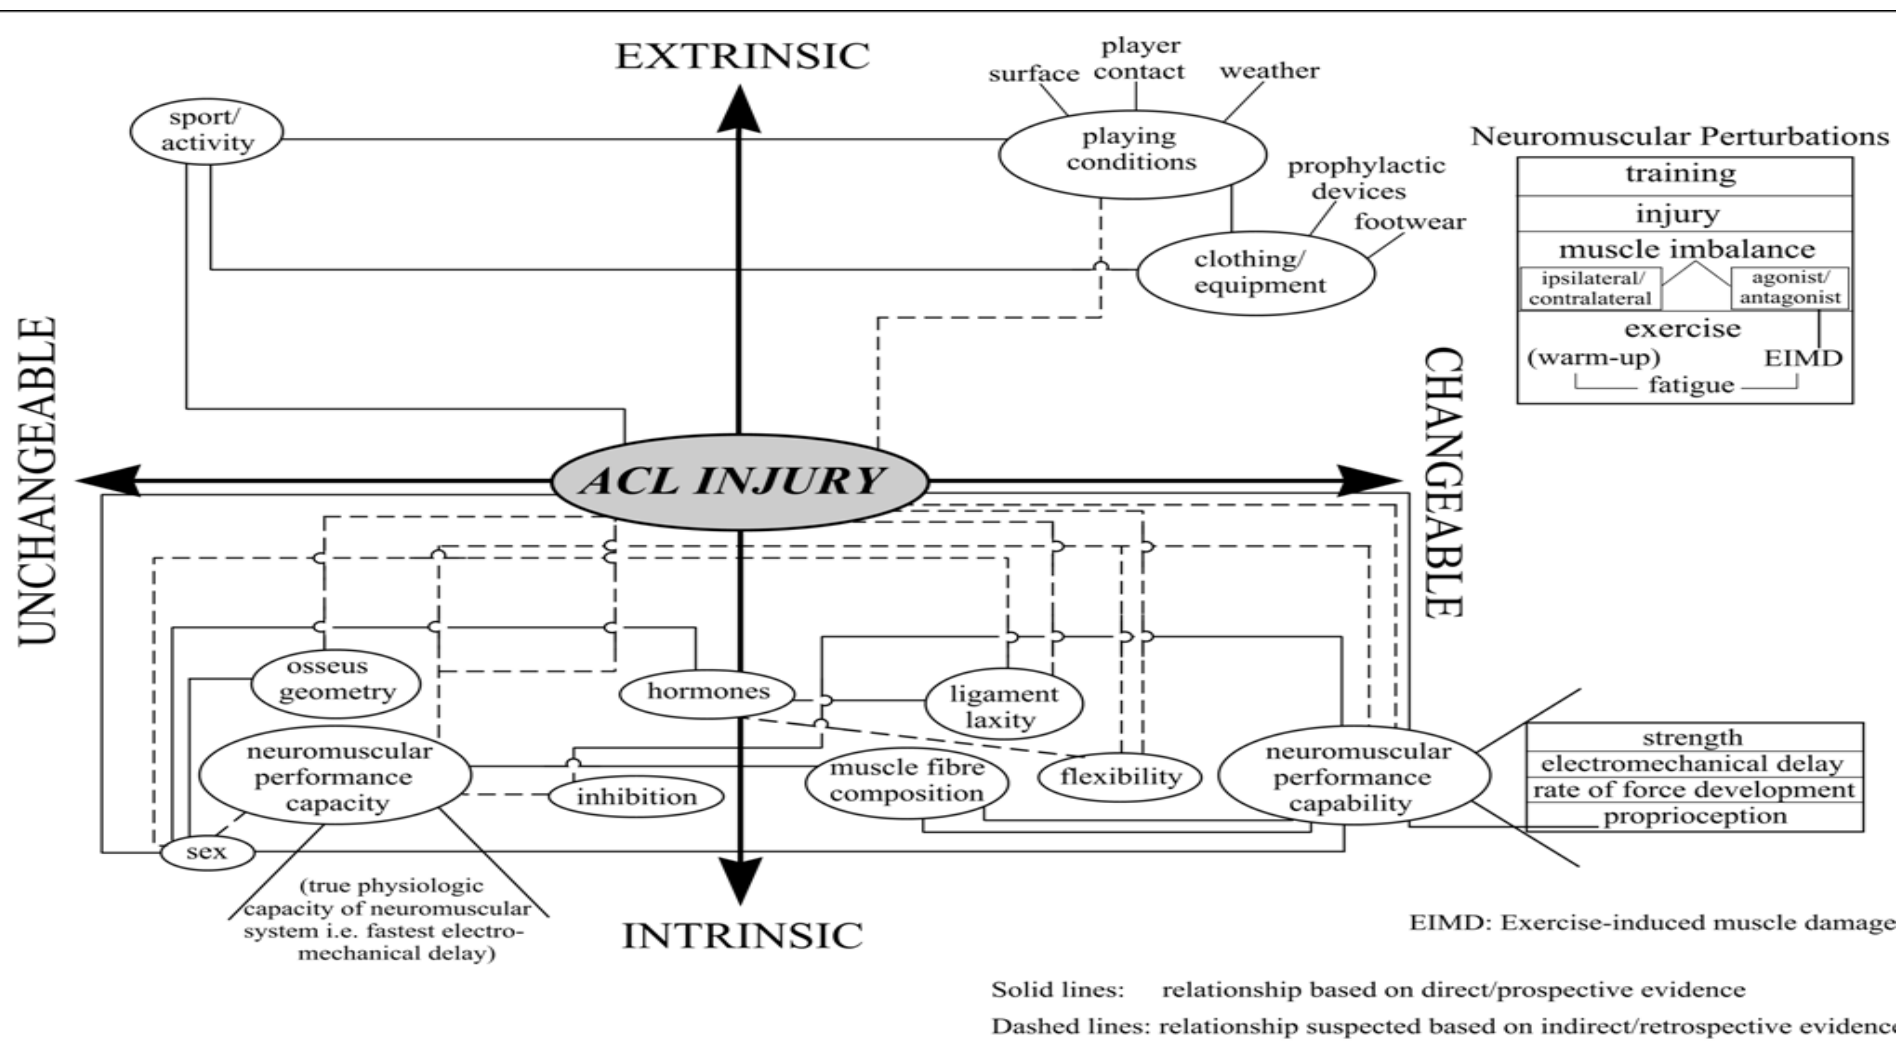 EXTRINSIC
player
surface contact weather
sport/
activity
playing
conditions
prophylactic
devices
footwear
clothing/
equipment
Neuromuscular Perturbations
training
injury
muscle imbalance
ipsilateral/
contralateral
agonist/
antagonist
exercise
(warm-up) EIMD
fatigue
UNCHANGEABLE
CHANGEABLE
ACL INJURY
osseus
geometry
hormones
ligament
laxity
neuromuscular
performance
capacity
inhibition
muscle fibre
composition
flexibility
neuromuscular
performance
capability
strength
electromechanical delay
rate of force development
proprioception
sex
(true physiologic
capacity of neuromuscular
system i.e. fastest electro-
mechanical delay)
INTRINSIC
EIMD: Exercise-induced muscle damage
Solid lines: relationship based on direct/prospective evidence
Dashed lines: relationship suspected based on indirect/retrospective evidence